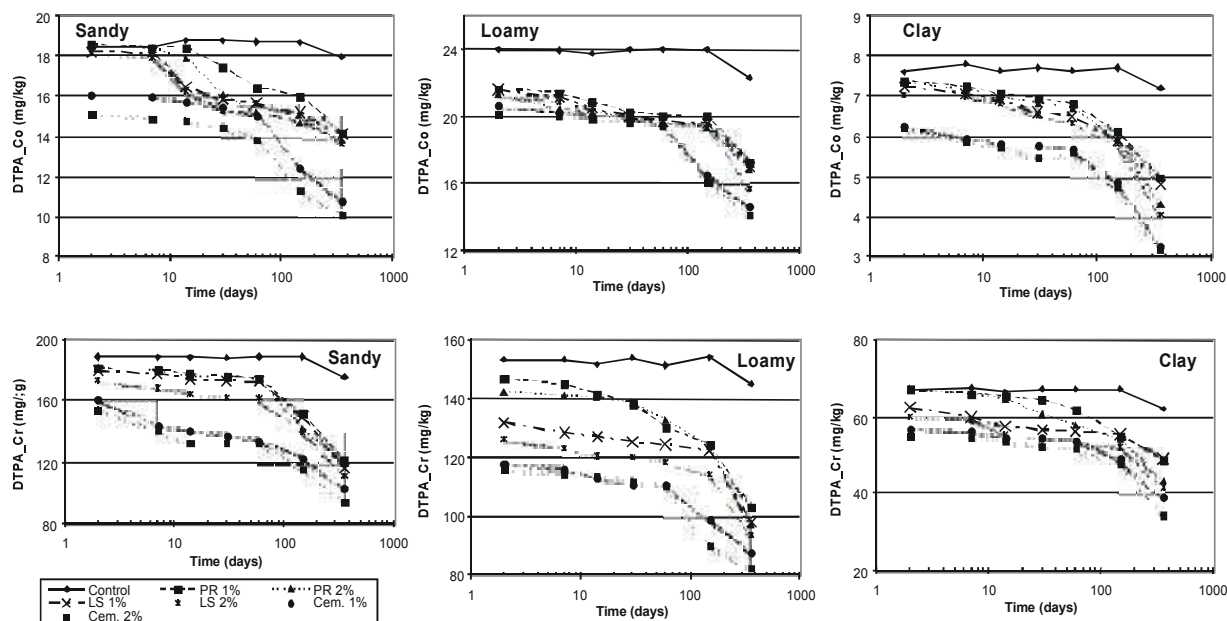 Sandy
DTPA_Co (mg/kg)
20
18
16
14
12
10
8
1 10 100 1000
Time (days)
Loamy
DTPA_Co (mg/kg)
24
20
16
12
1 10 100 1000
Time (days)
Clay
DTPA_Co (mg/kg)
9
8
7
6
5
4
3
1 10 100 1000
Time (days)
Sandy
DTPA_Cr (mg/:g)
200
160
120
80
1 10 100 1000
Time (days)
Loamy
DTPA_Cr (mg/kg)
160
140
120
100
80
1 10 100 1000
Time (days)
Clay
DTPA_Cr (mg/kg)
80
60
40
20
1 10 100 1000
Time (days)
Control PR 1% PR 2%
LS 1% LS 2% Cem. 1%
Cem. 2%